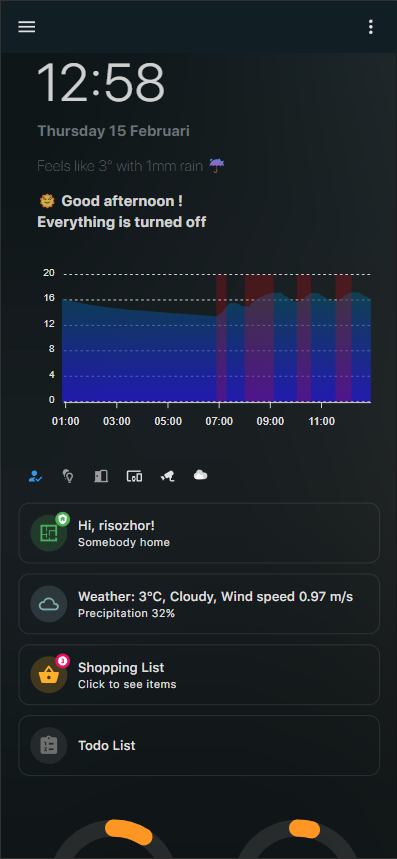 12:58
Thursday 15 Februari
Feels like 3° with 1mm rain ☔
🌞 Good afternoon !
Everything is turned off
20
16
12
8
4
0
01:00 03:00 05:00 07:00 09:00 11:00
Hi, risozhor!
Somebody home
Weather: 3°C, Cloudy, Wind speed 0.97 m/s
Precipitation 32%
Shopping List
Click to see items
Todo List